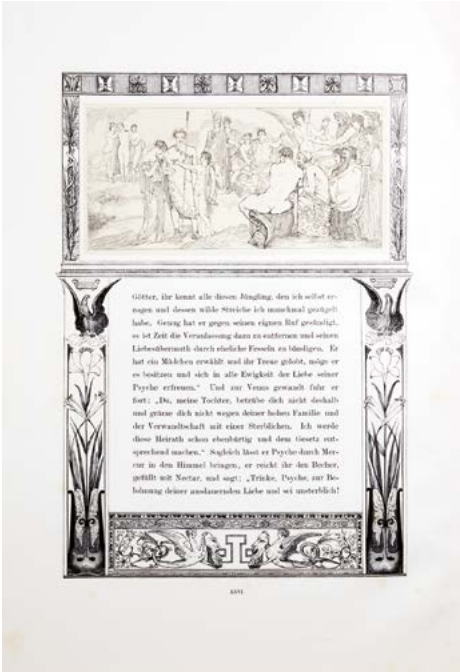 Götter, ihr kennt alle diesen Jüngling, den ich selbst er-
zogen und dessen wilde Streiche ich manchmal gezügelt
habe. Genug hat er gegen seinen eignen Ruf gesündigt,
es ist Zeit die Veranlassung dazu zu entfernen und seinen
Liebesübermuth durch eheliche Fesseln zu bändigen. Er
hat ein Mädchen erwählt und ihr Treue gelobt, möge er
es besitzen und sich in alle Ewigkeit der Liebe seiner
Psyche erfreuen.“ Und zur Venus gewandt fuhr er
fort: „Du, meine Tochter, betrübe dich nicht deshalb
und gräme dich nicht wegen deiner hohen Familie und
der Verwandtschaft mit einer Sterblichen. Ich werde
diese Heirath schon ebenbürtig und dem Gesetz ent-
sprechend machen.“ Sogleich lässt er Psyche durch Mer-
cur in den Himmel bringen, er reicht ihr den Becher,
gefüllt mit Nectar, und sagt: „Trinke, Psyche, zur Be-
lohnung deiner ausdauernden Liebe und sei unsterblich!